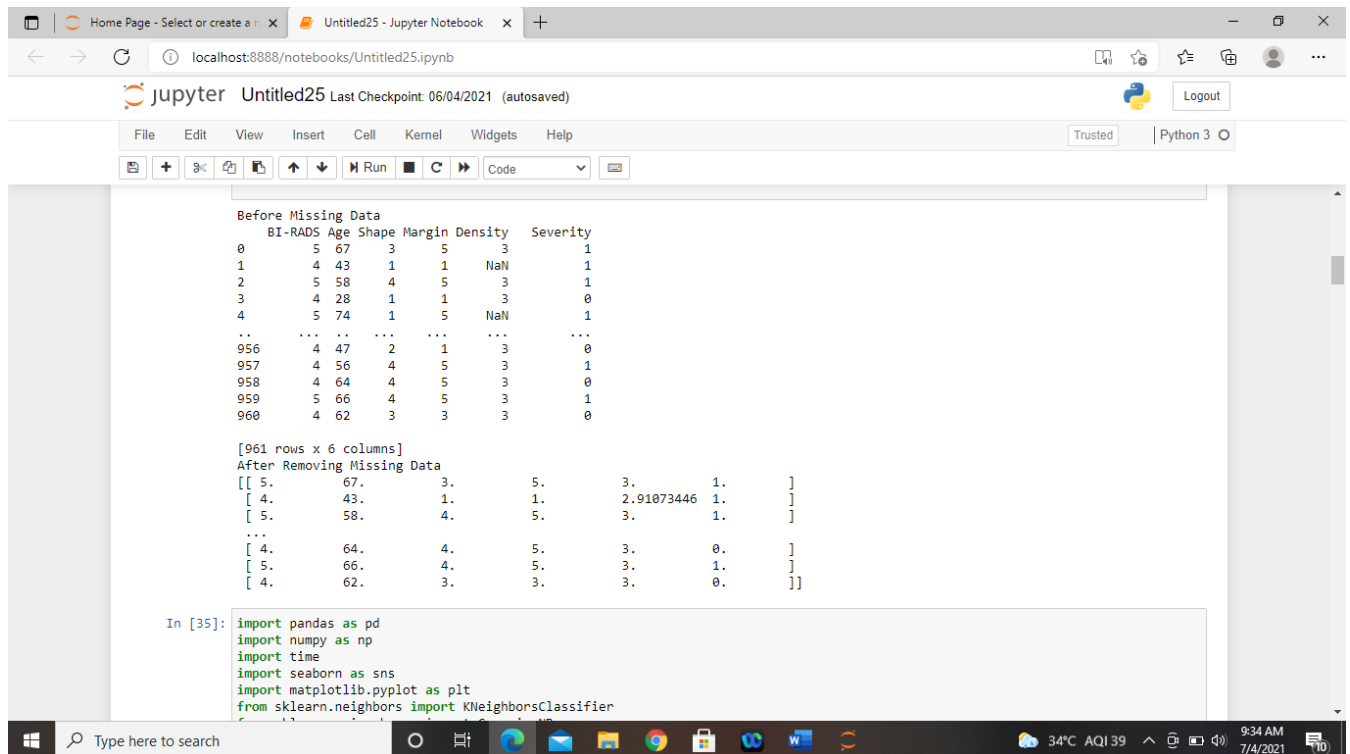 Home Page - Select or create a n
Untitled25 - Jupyter Notebook
localhost:8888/notebooks/Untitled25.ipynb
jupyter Untitled25 Last Checkpoint: 06/04/2021 (autosaved)
Logout
File Edit View Insert Cell Kernel Widgets Help
Trusted
Python 3
Run
Code
Before Missing Data
BI-RADS Age Shape Margin Density Severity
0 5 67 3 5 3 1
1 4 43 1 1 NaN 1
2 5 58 4 5 3 1
3 4 28 1 1 3 0
4 5 74 1 5 NaN 1
.. ... .. ... ... ... ...
956 4 47 2 1 3 0
957 4 56 4 5 3 1
958 4 64 4 5 3 0
959 5 66 4 5 3 1
960 4 62 3 3 3 0
[961 rows x 6 columns]
After Removing Missing Data
[[ 5. 67. 3. 5. 3. 1. ]
[ 4. 43. 1. 1. 2.91073446 1. ]
[ 5. 58. 4. 5. 3. 1. ]
...
[ 4. 64. 4. 5. 3. 0. ]
[ 5. 66. 4. 5. 3. 1. ]
[ 4. 62. 3. 3. 3. 0. ]]
In [35]: import pandas as pd
import numpy as np
import time
import seaborn as sns
import matplotlib.pyplot as plt
from sklearn.neighbors import KNeighborsClassifier
Type here to search
34°C AQI 39
9:34 AM
7/4/2021
10